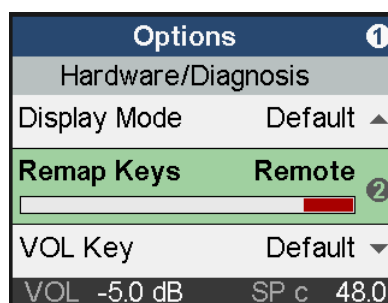 Options 1
Hardware/Diagnosis
Display Mode Default
Remap Keys Remote 2
VOL Key Default
VOL -5.0 dB SP c 48.0